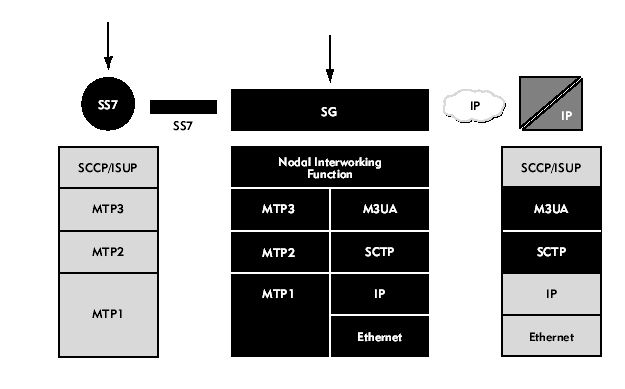 SS7
SS7
SG
IP
IP
SCCP/ISUP
MTP3
MTP2
MTP1
Nodal Interworking
Function
MTP3
M3UA
MTP2
SCTP
MTP1
IP
Ethernet
SCCP/ISUP
M3UA
SCTP
IP
Ethernet